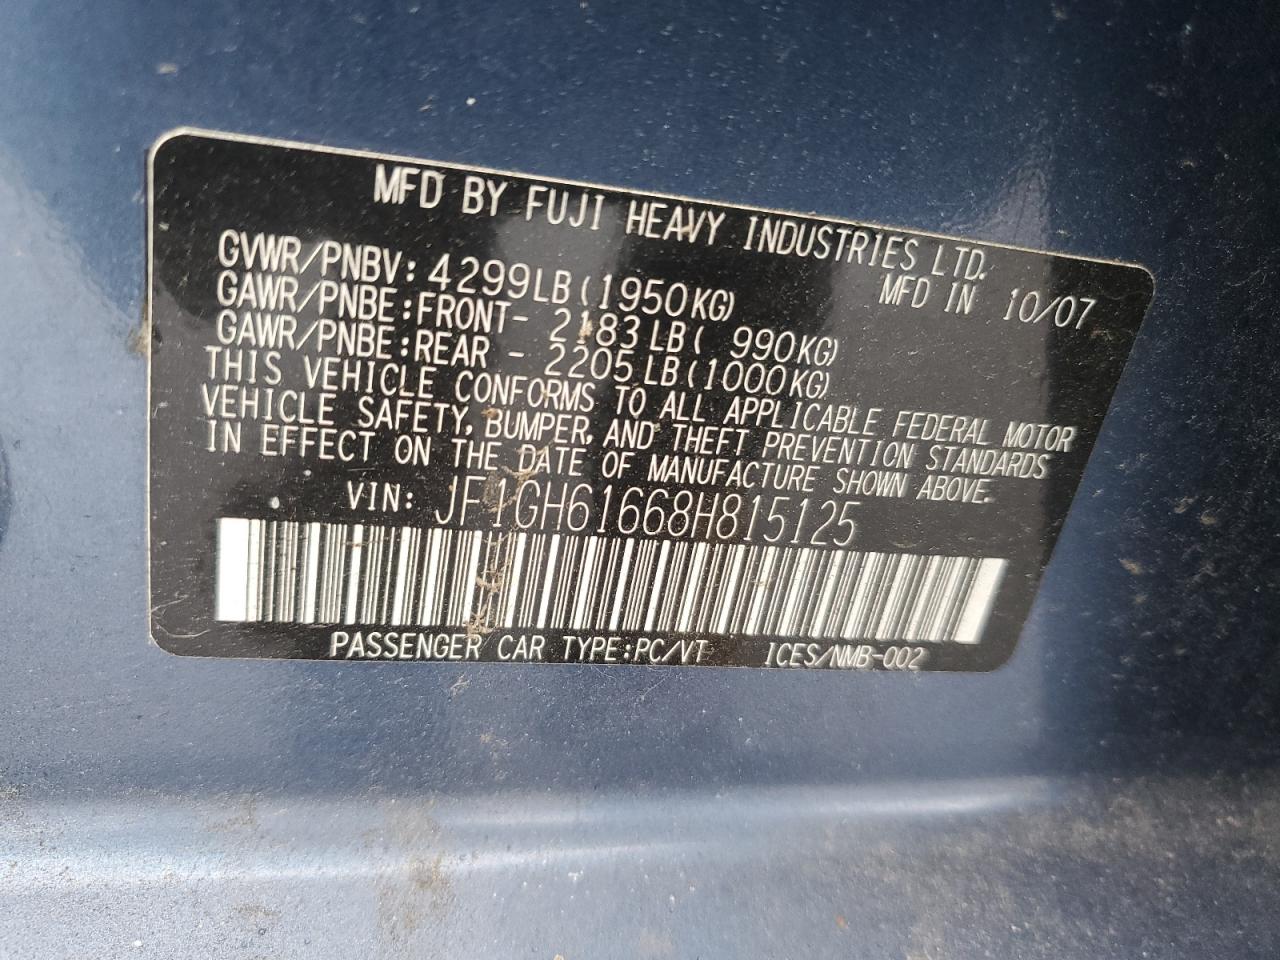 MFD BY FUJI HEAVY INDUSTRIES LTD.
MFD IN 10/07
GVWR/PNBV: 4299LB (1950KG)
GAWR/PNBE:FRONT- 2183LB( 990KG)
GAWR/PNBE:REAR - 2205LB(1000KG)
THIS VEHICLE CONFORMS TO ALL APPLICABLE FEDERAL MOTOR
VEHICLE SAFETY, BUMPER, AND THEFT PREVENTION STANDARDS
IN EFFECT ON THE DATE OF MANUFACTURE SHOWN ABOVE.
VIN: JF1GH61668H815125
PASSENGER CAR TYPE:PC/VT ICES/NMB-002